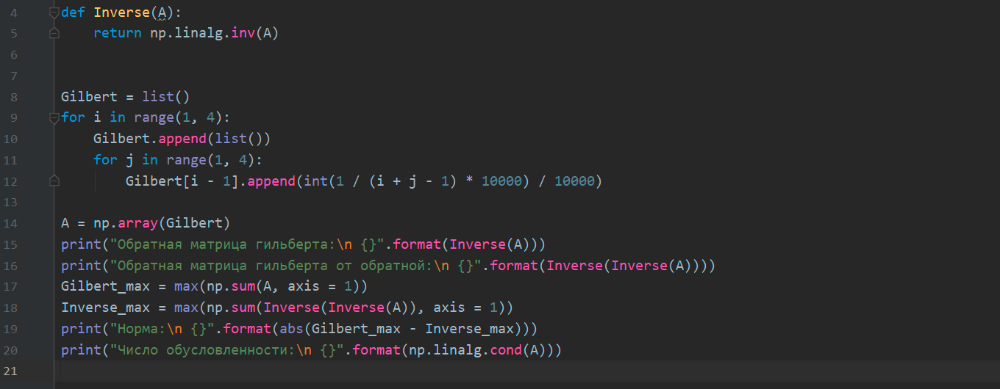 4 def Inverse(A):
5     return np.linalg.inv(A)
6
7
8 Gilbert = list()
9 for i in range(1, 4):
10     Gilbert.append(list())
11     for j in range(1, 4):
12         Gilbert[i - 1].append(int(1 / (i + j - 1) * 10000) / 10000)
13
14 A = np.array(Gilbert)
15 print("Обратная матрица гильберта:\n {}".format(Inverse(A)))
16 print("Обратная матрица гильберта от обратной:\n {}".format(Inverse(Inverse(A))))
17 Gilbert_max = max(np.sum(A, axis = 1))
18 Inverse_max = max(np.sum(Inverse(Inverse(A)), axis = 1))
19 print("Норма:\n {}".format(abs(Gilbert_max - Inverse_max)))
20 print("Число обусловленности:\n {}".format(np.linalg.cond(A)))
21